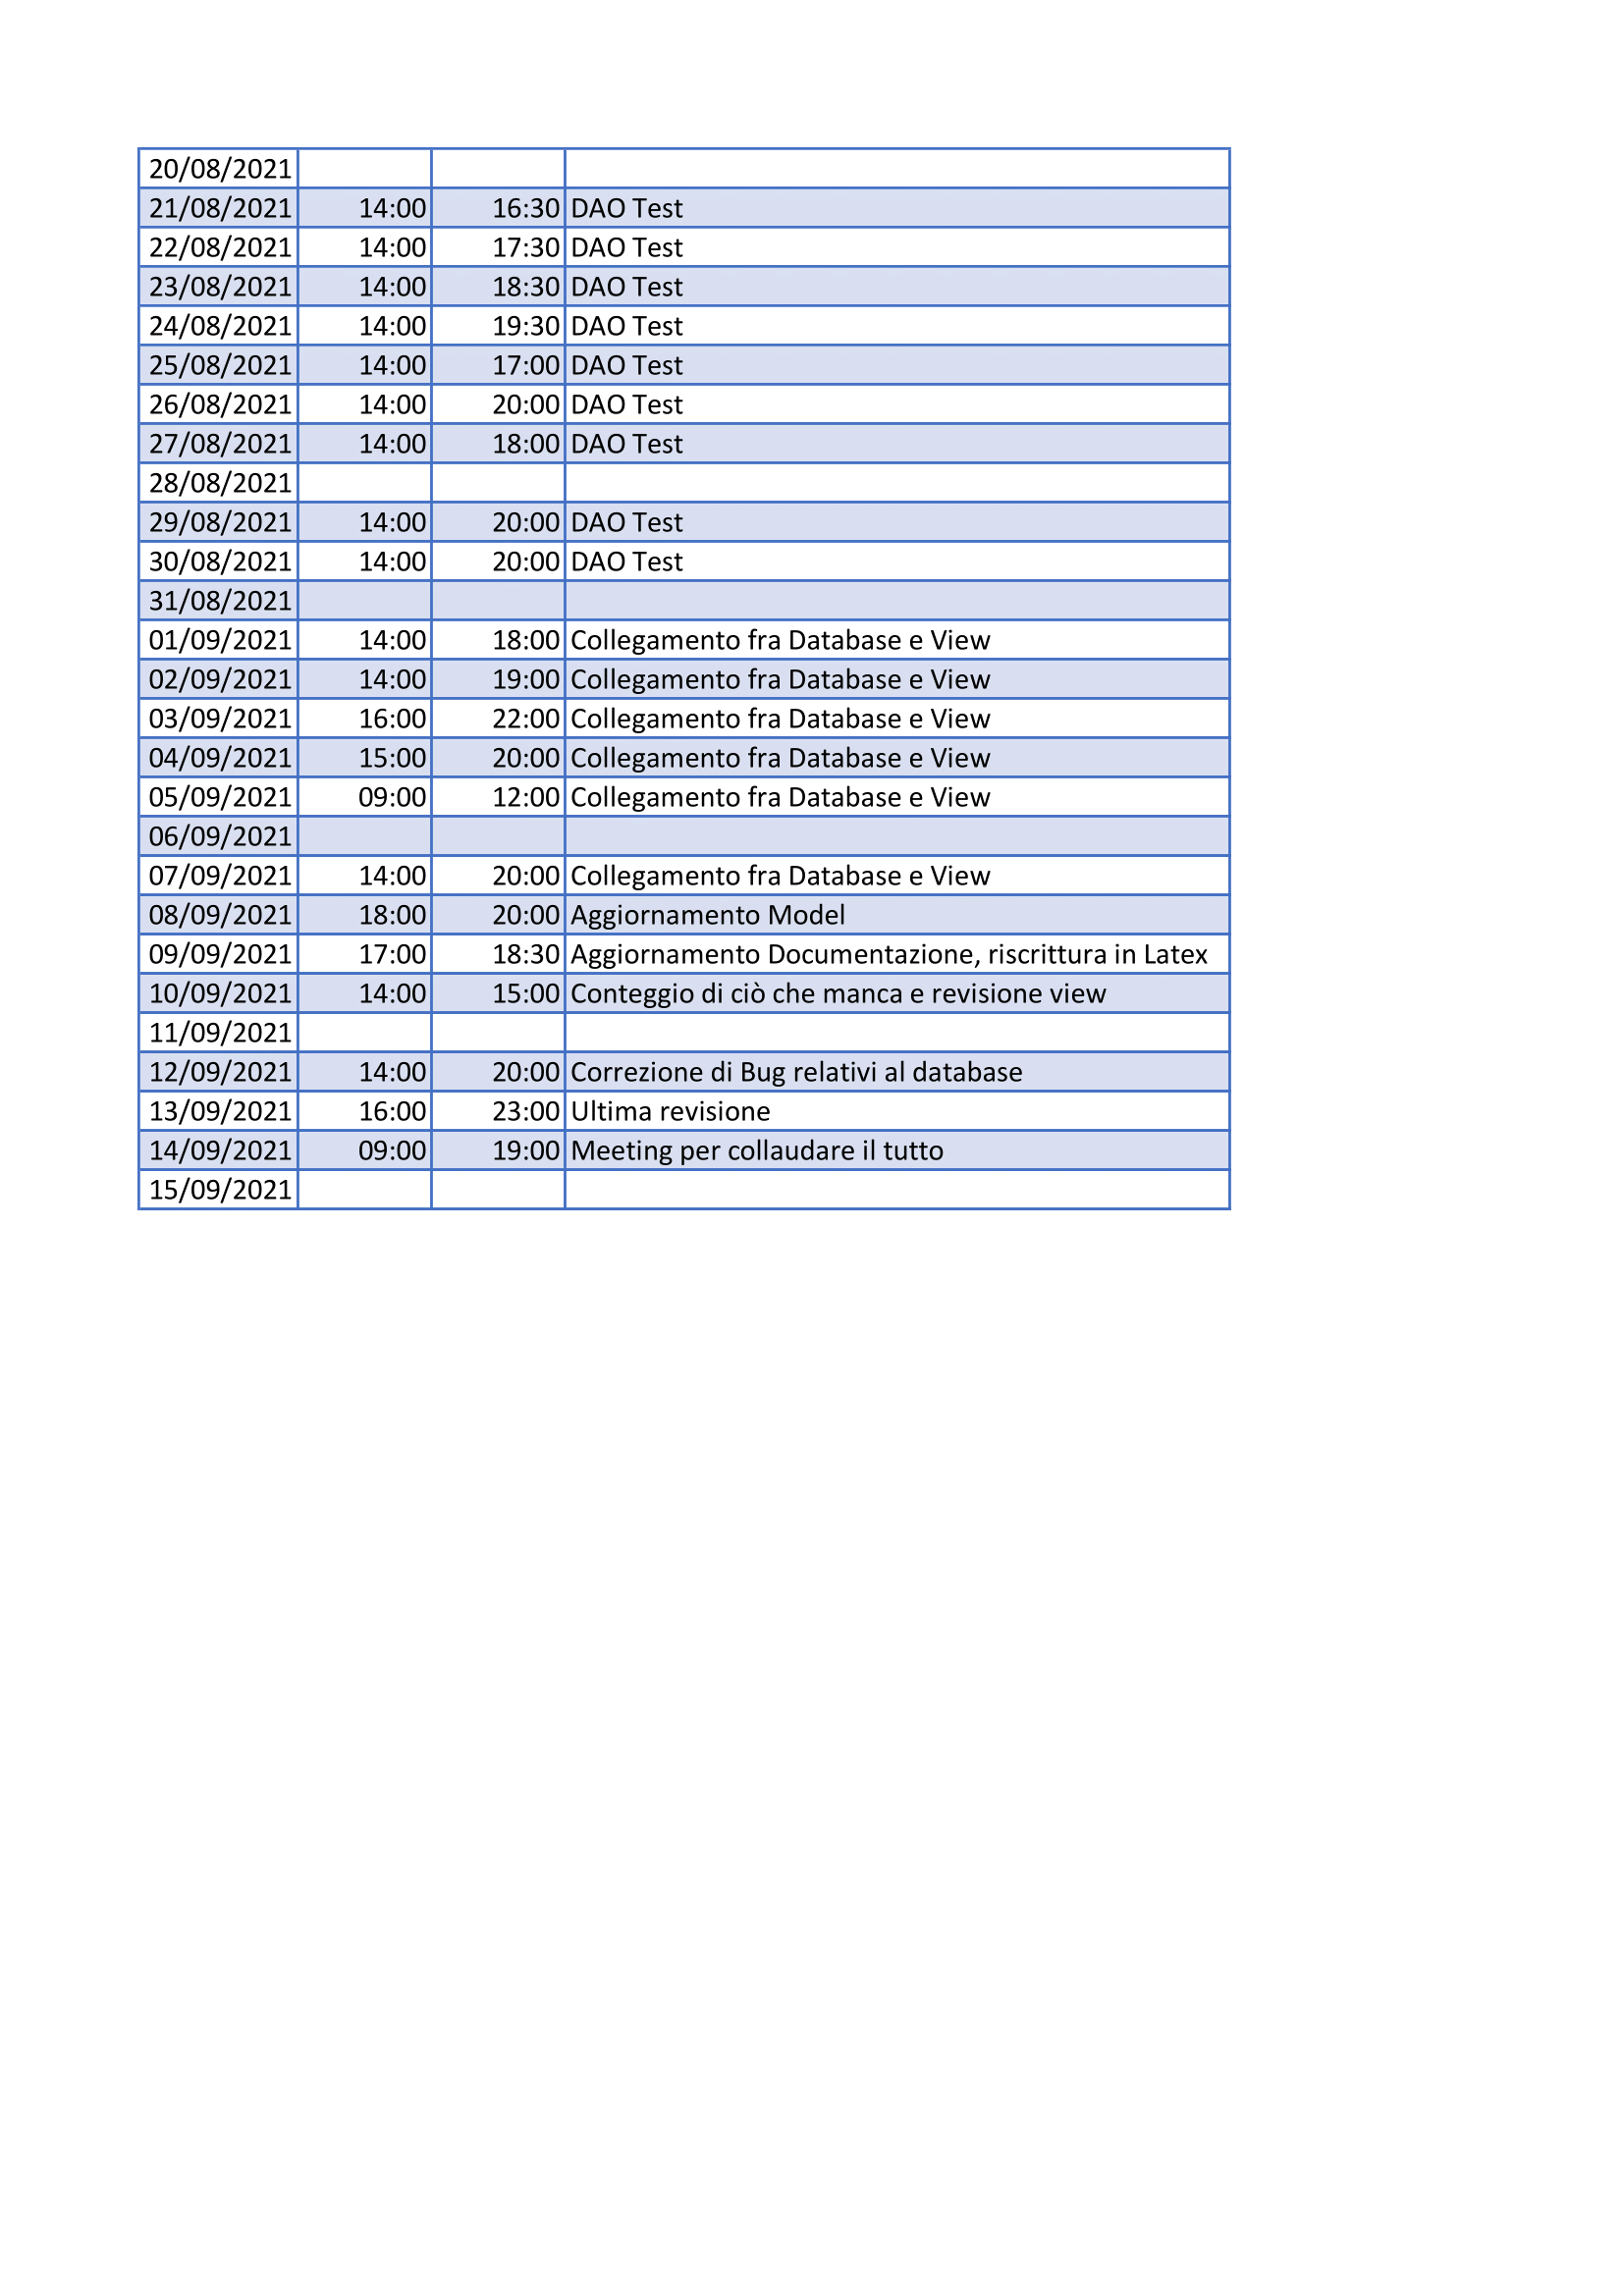 20/08/2021
21/08/2021 14:00 16:30 DAO Test
22/08/2021 14:00 17:30 DAO Test
23/08/2021 14:00 18:30 DAO Test
24/08/2021 14:00 19:30 DAO Test
25/08/2021 14:00 17:00 DAO Test
26/08/2021 14:00 20:00 DAO Test
27/08/2021 14:00 18:00 DAO Test
28/08/2021
29/08/2021 14:00 20:00 DAO Test
30/08/2021 14:00 20:00 DAO Test
31/08/2021
01/09/2021 14:00 18:00 Collegamento fra Database e View
02/09/2021 14:00 19:00 Collegamento fra Database e View
03/09/2021 16:00 22:00 Collegamento fra Database e View
04/09/2021 15:00 20:00 Collegamento fra Database e View
05/09/2021 09:00 12:00 Collegamento fra Database e View
06/09/2021
07/09/2021 14:00 20:00 Collegamento fra Database e View
08/09/2021 18:00 20:00 Aggiornamento Model
09/09/2021 17:00 18:30 Aggiornamento Documentazione, riscrittura in Latex
10/09/2021 14:00 15:00 Conteggio di ciò che manca e revisione view
11/09/2021
12/09/2021 14:00 20:00 Correzione di Bug relativi al database
13/09/2021 16:00 23:00 Ultima revisione
14/09/2021 09:00 19:00 Meeting per collaudare il tutto
15/09/2021